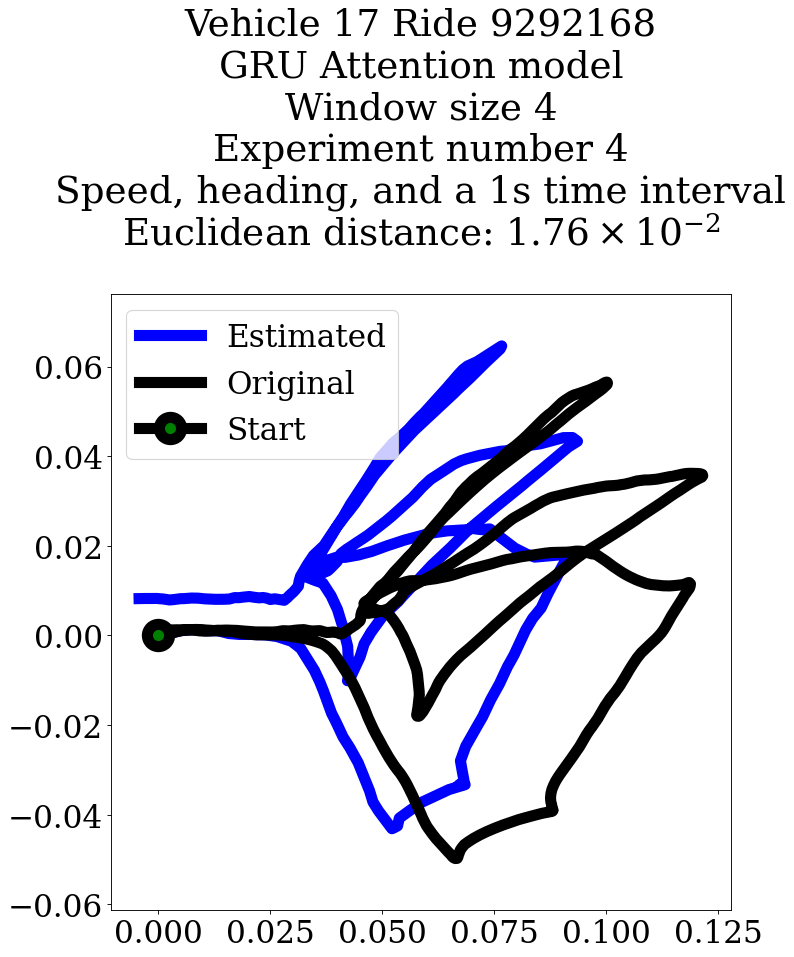 Vehicle 17 Ride 9292168
GRU Attention model
Window size 4
Experiment number 4
Speed, heading, and a 1s time interval
Euclidean distance: 1.76 × 10⁻²
Estimated
Original
Start
0.06
0.04
0.02
0.00
−0.02
−0.04
−0.06
0.000 0.025 0.050 0.075 0.100 0.125